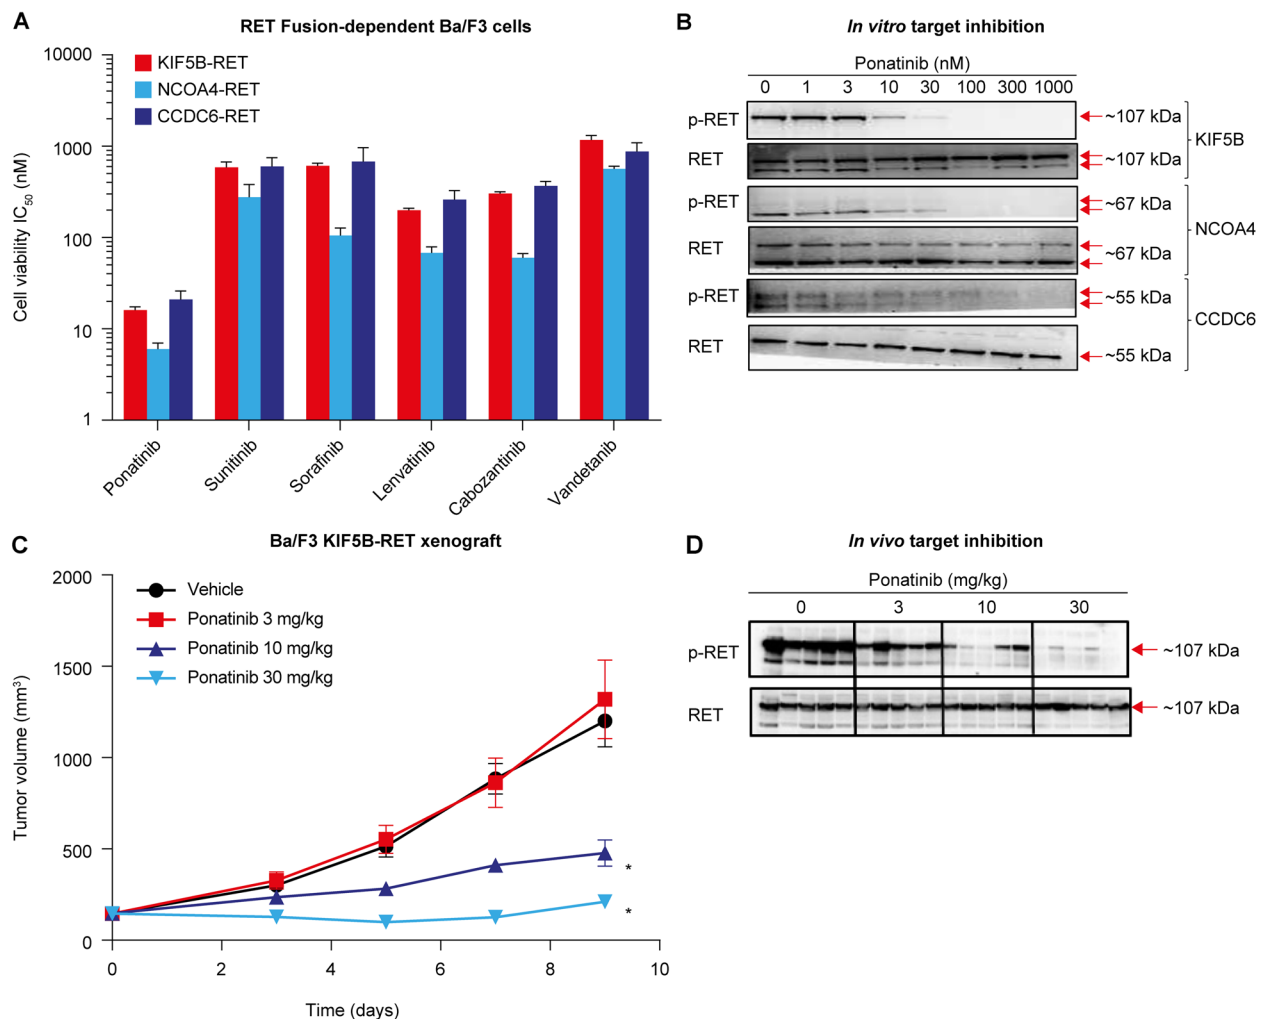 A
RET Fusion-dependent Ba/F3 cells
10000
1000
100
10
1
Cell viability IC50 (nM)
KIF5B-RET
NCOA4-RET
CCDC6-RET
Ponatinib
Sunitinib
Sorafinib
Lenvatinib
Cabozantinib
Vandetanib
B
In vitro target inhibition
Ponatinib (nM)
0 1 3 10 30 100 300 1000
p-RET ~107 kDa
RET ~107 kDa
KIF5B
p-RET ~67 kDa
RET ~67 kDa
NCOA4
p-RET ~55 kDa
RET ~55 kDa
CCDC6
C
Ba/F3 KIF5B-RET xenograft
2000
1500
1000
500
0
Tumor volume (mm3)
Vehicle
Ponatinib 3 mg/kg
Ponatinib 10 mg/kg
Ponatinib 30 mg/kg
*
*
0 2 4 6 8 10
Time (days)
D
In vivo target inhibition
Ponatinib (mg/kg)
0 3 10 30
p-RET ~107 kDa
RET ~107 kDa